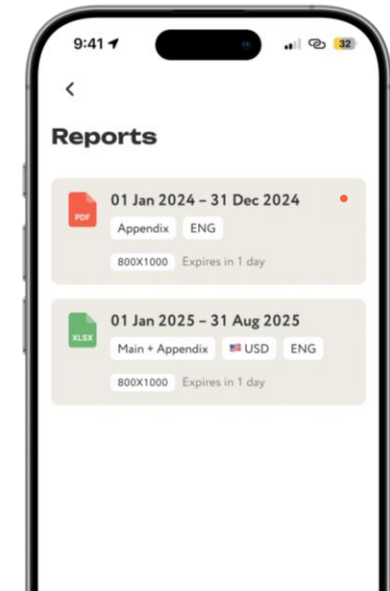 9:41
32
Reports
PDF
01 Jan 2024 – 31 Dec 2024
Appendix ENG
800X1000 Expires in 1 day
XLSX
01 Jan 2025 – 31 Aug 2025
Main + Appendix USD ENG
800X1000 Expires in 1 day